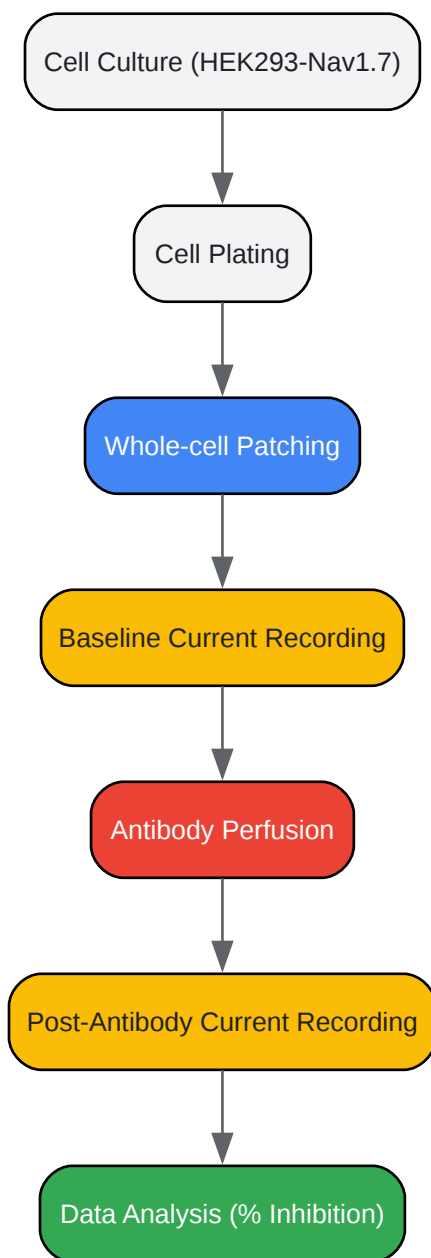 Cell Culture (HEK293-Nav1.7)
Cell Plating
Whole-cell Patching
Baseline Current Recording
Antibody Perfusion
Post-Antibody Current Recording
Data Analysis (% Inhibition)